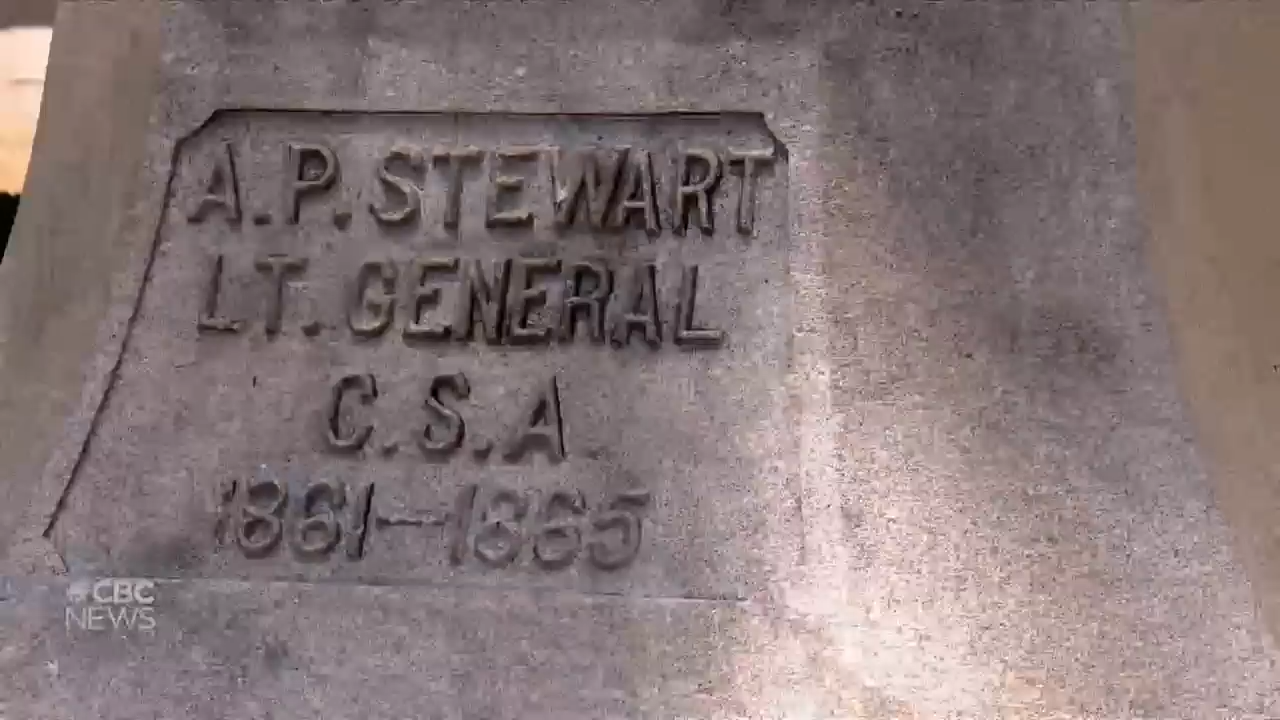 A.P. STEWART
LT. GENERAL
C.S.A
1861—1865
CBC
NEWS